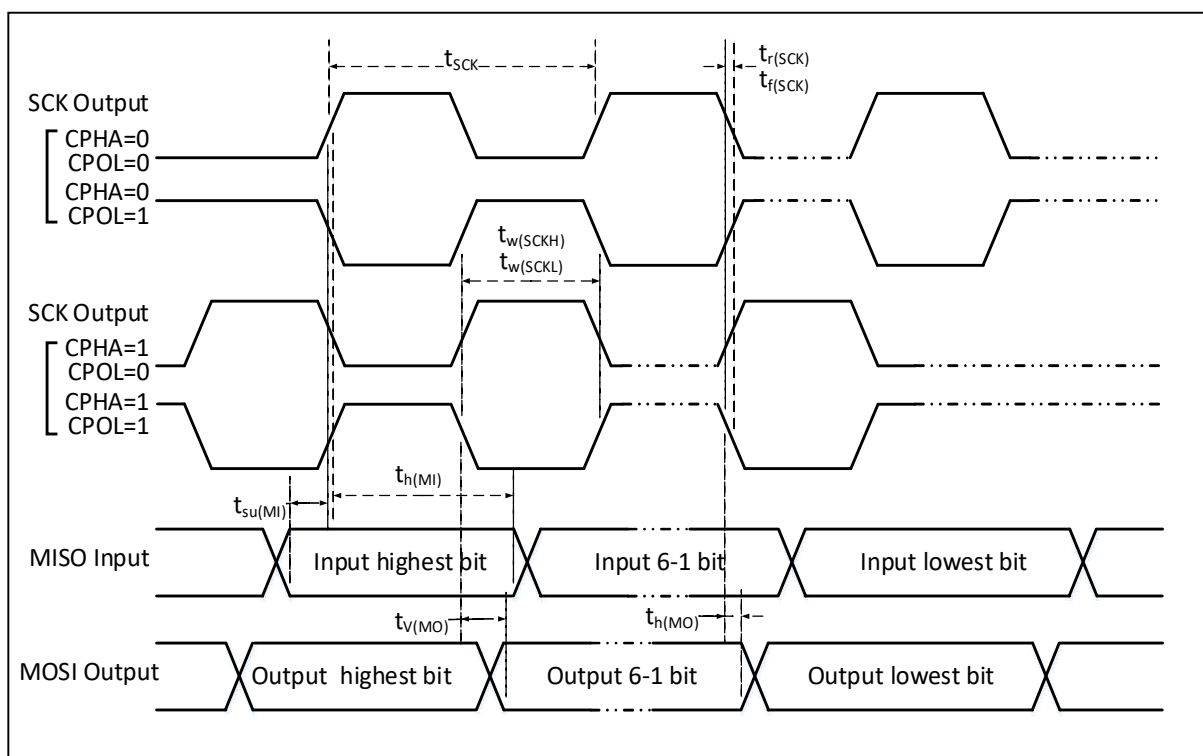 tSCK
tr(SCK)
tf(SCK)
SCK Output
CPHA=0
CPOL=0
CPHA=0
CPOL=1
tw(SCKH)
tw(SCKL)
SCK Output
CPHA=1
CPOL=0
CPHA=1
CPOL=1
th(MI)
tsu(MI)
MISO Input
Input highest bit
Input 6-1 bit
Input lowest bit
tV(MO)
th(MO)
MOSI Output
Output highest bit
Output 6-1 bit
Output lowest bit